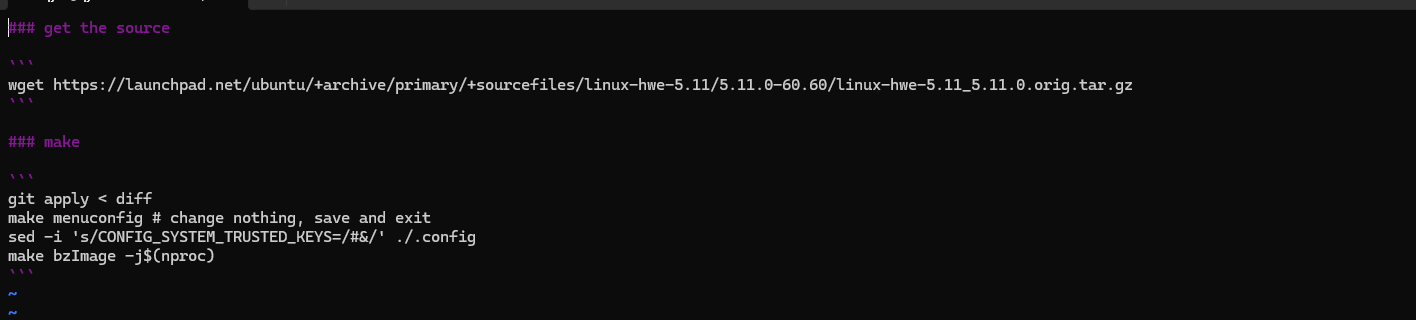 ### get the source
```
wget https://launchpad.net/ubuntu/+archive/primary/+sourcefiles/linux-hwe-5.11/5.11.0-60.60/linux-hwe-5.11_5.11.0.orig.tar.gz
```
### make
```
git apply < diff
make menuconfig # change nothing, save and exit
sed -i 's/CONFIG_SYSTEM_TRUSTED_KEYS=/#&/' ./.config
make bzImage -j$(nproc)
```
~
~